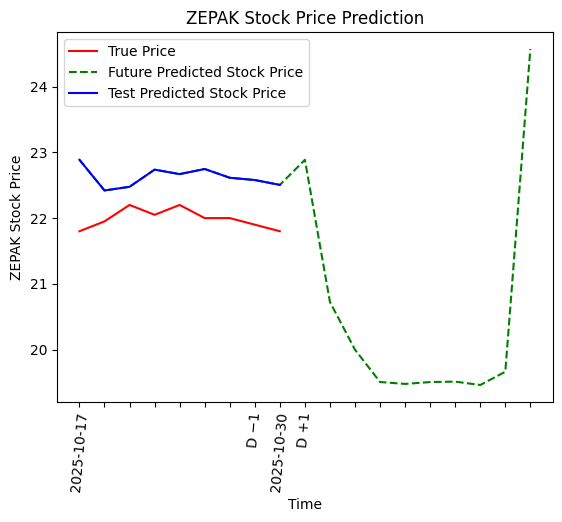 ZEPAK Stock Price Prediction
True Price
Future Predicted Stock Price
Test Predicted Stock Price
ZEPAK Stock Price
24
23
22
21
20
2025-10-17
D −1
2025-10-30
D +1
Time